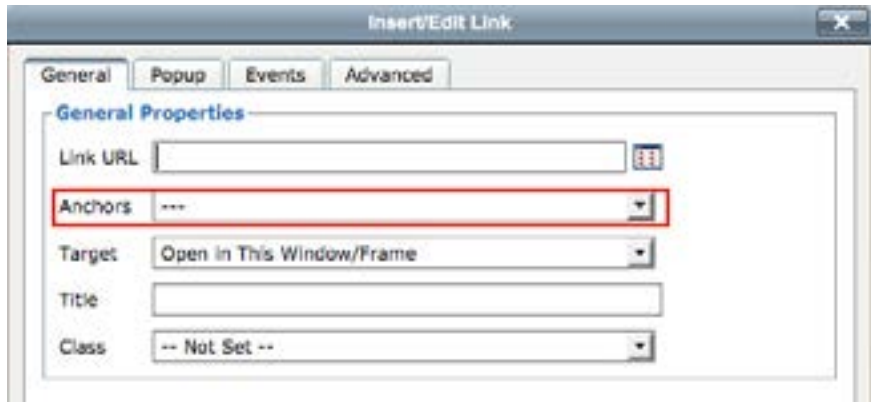 Insert/Edit Link
General Popup Events Advanced
General Properties
Link URL
Anchors ---
Target Open in This Window/Frame
Title
Class -- Not Set --